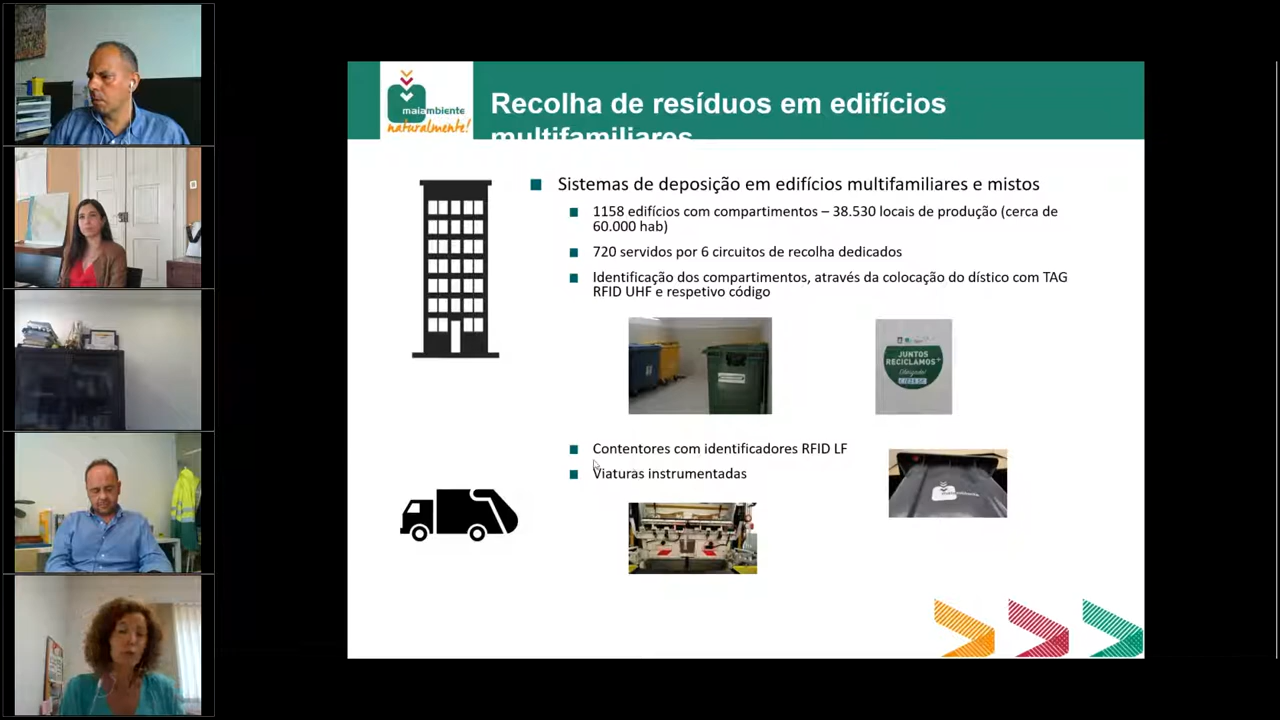 maiambiente
naturalmente!
Recolha de resíduos em edifícios
multifamiliares
Sistemas de deposição em edifícios multifamiliares e mistos
1158 edifícios com compartimentos – 38.530 locais de produção (cerca de
60.000 hab)
720 servidos por 6 circuitos de recolha dedicados
Identificação dos compartimentos, através da colocação do dístico com TAG
RFID UHF e respetivo código
JUNTOS
RECICLAMOS+
Obrigado!
Contentores com identificadores RFID LF
Viaturas instrumentadas
maiambiente